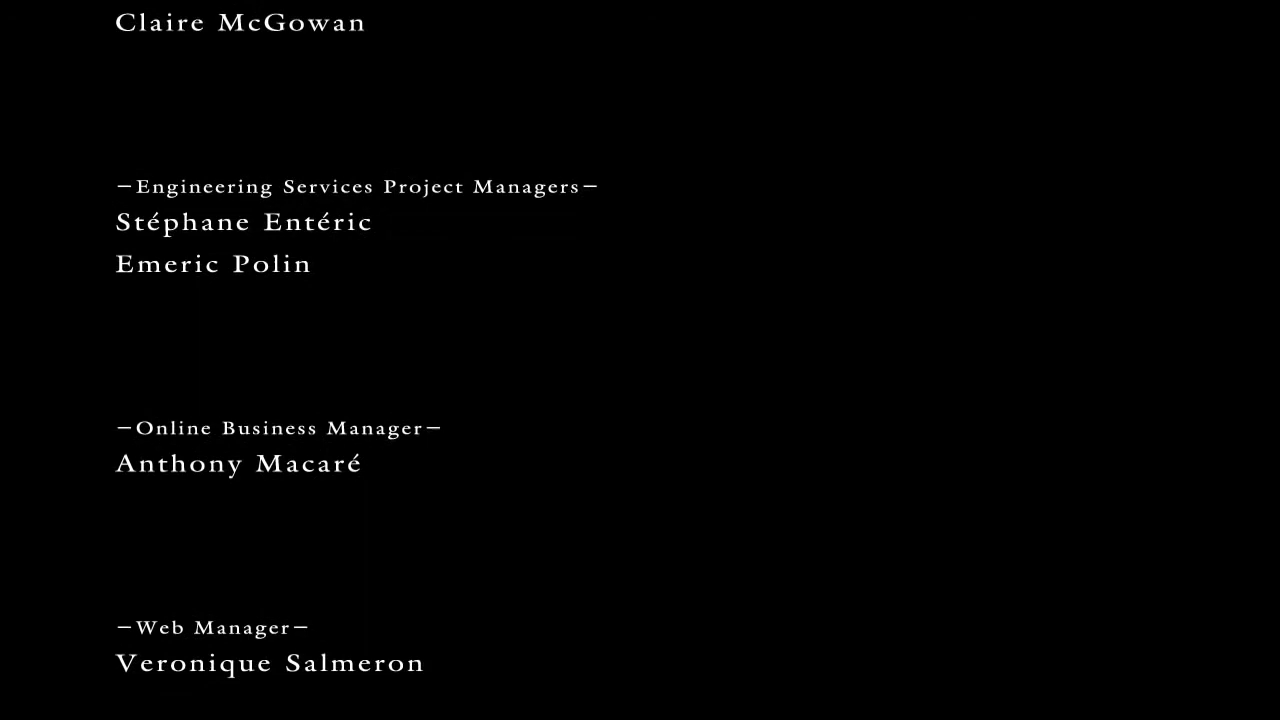 Claire McGowan
−Engineering Services Project Managers−
Stéphane Entéric
Emeric Polin
−Online Business Manager−
Anthony Macaré
−Web Manager−
Veronique Salmeron